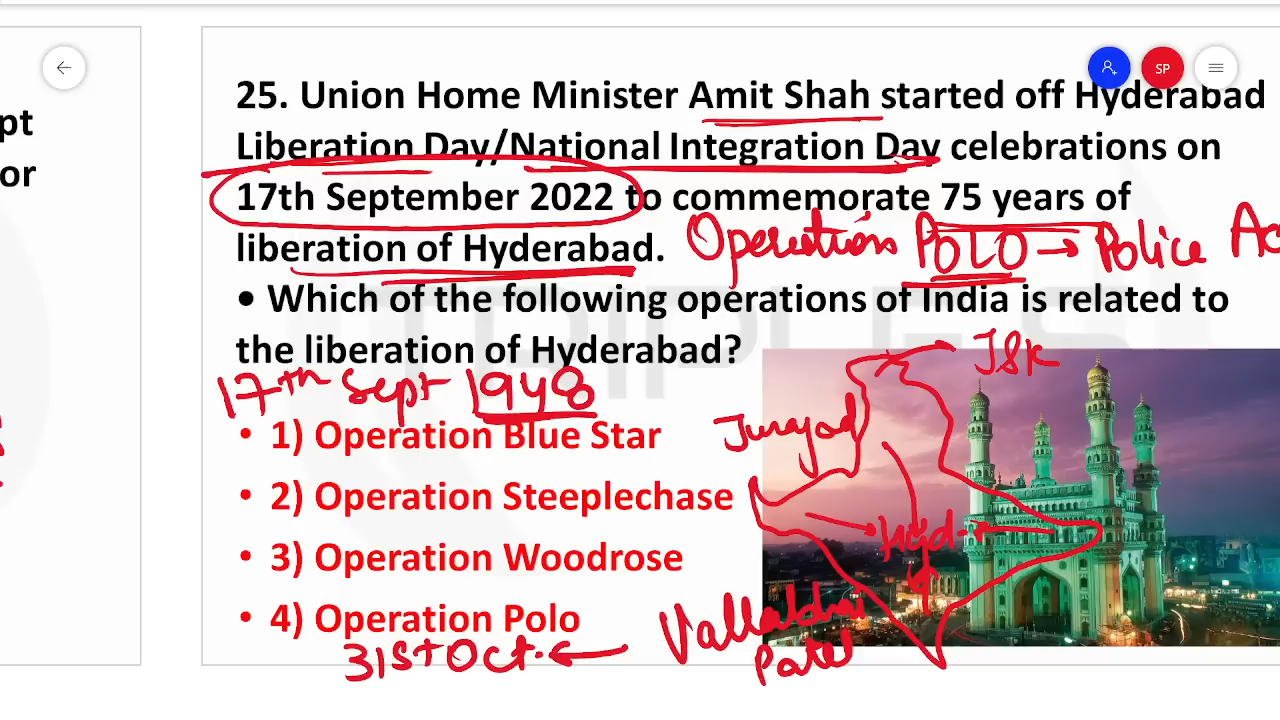 pt
or
SP
25. Union Home Minister Amit Shah started off Hyderabad
Liberation Day/National Integration Day celebrations on
17th September 2022 to commemorate 75 years of
liberation of Hyderabad.
Operation POLO → Police Ac
• Which of the following operations of India is related to
the liberation of Hyderabad?
J&K
17th Sept 1948
• 1) Operation Blue Star
Junagad
• 2) Operation Steeplechase
Hyd.
• 3) Operation Woodrose
• 4) Operation Polo
Vallabhai
Patel
31st Oct.